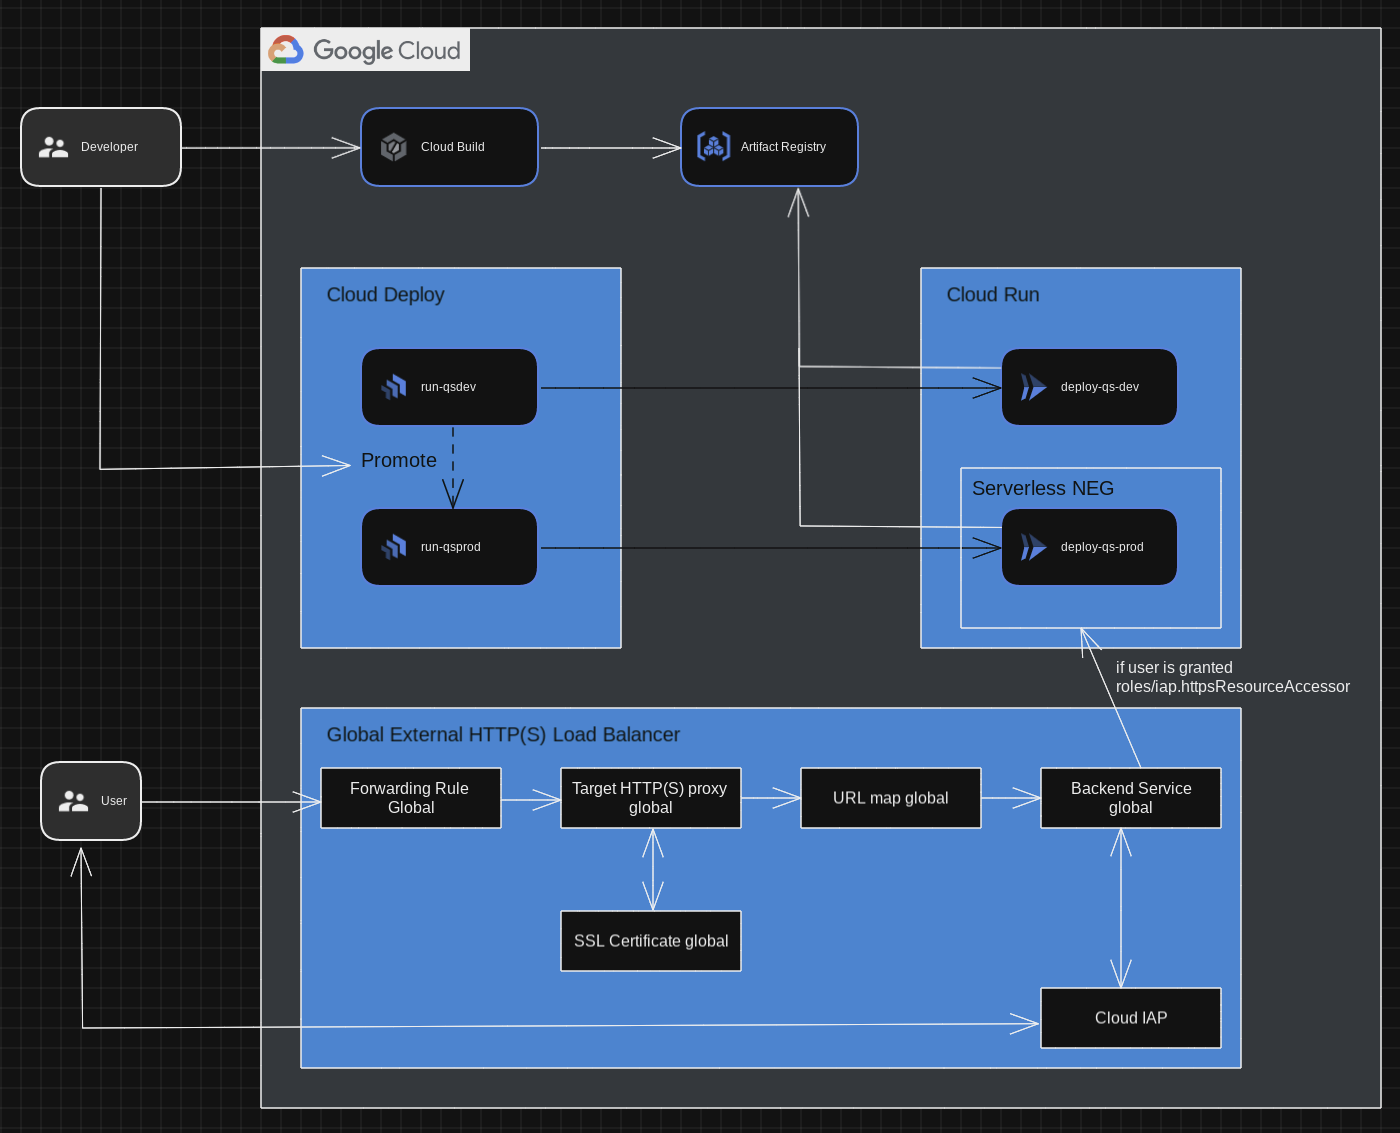 Google Cloud
Developer
Cloud Build
Artifact Registry
Cloud Deploy
Cloud Run
run-qsdev
deploy-qs-dev
Promote
Serverless NEG
run-qsprod
deploy-qs-prod
if user is granted
roles/iap.httpsResourceAccessor
Global External HTTP(S) Load Balancer
User
Forwarding Rule
Global
Target HTTP(S) proxy
global
URL map global
Backend Service
global
SSL Certificate global
Cloud IAP